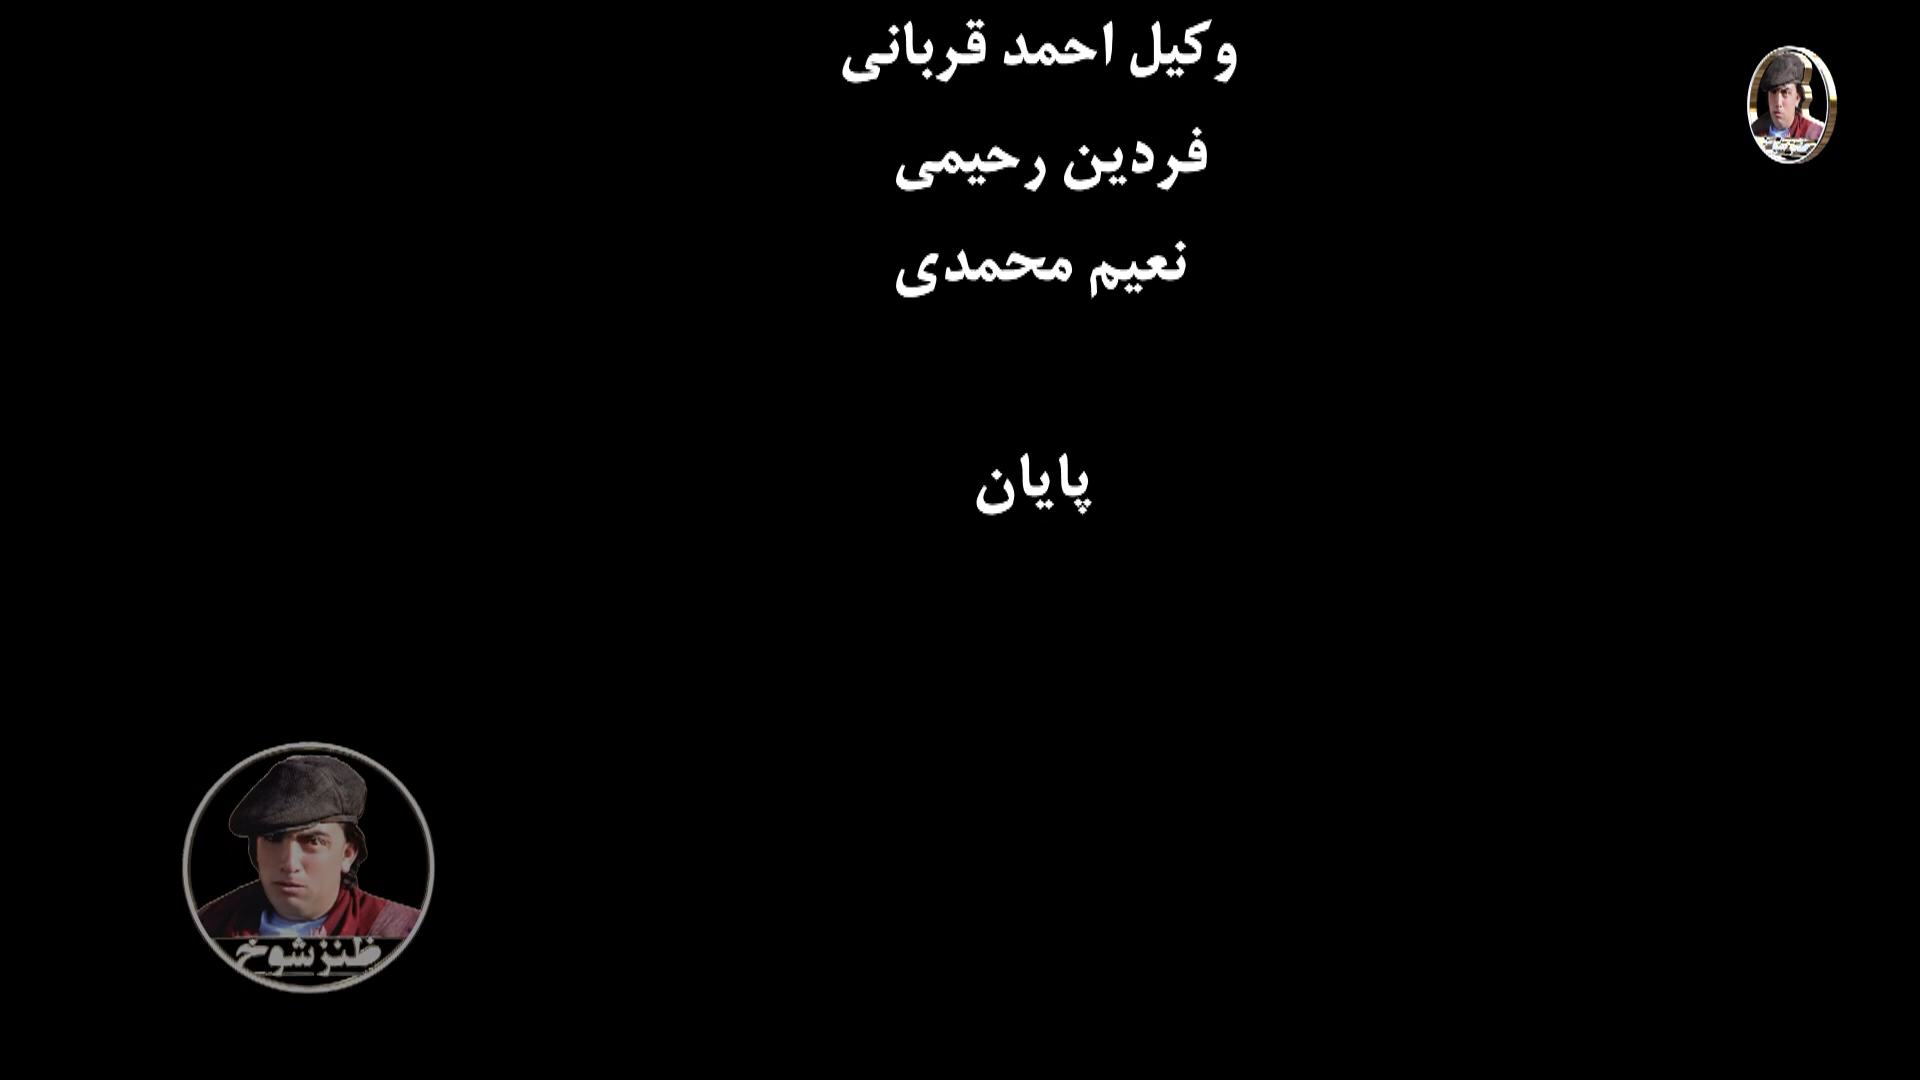 وکیل احمد قربانی
فردین رحیمی
نعیم محمدی
پایان
طنز شوخ